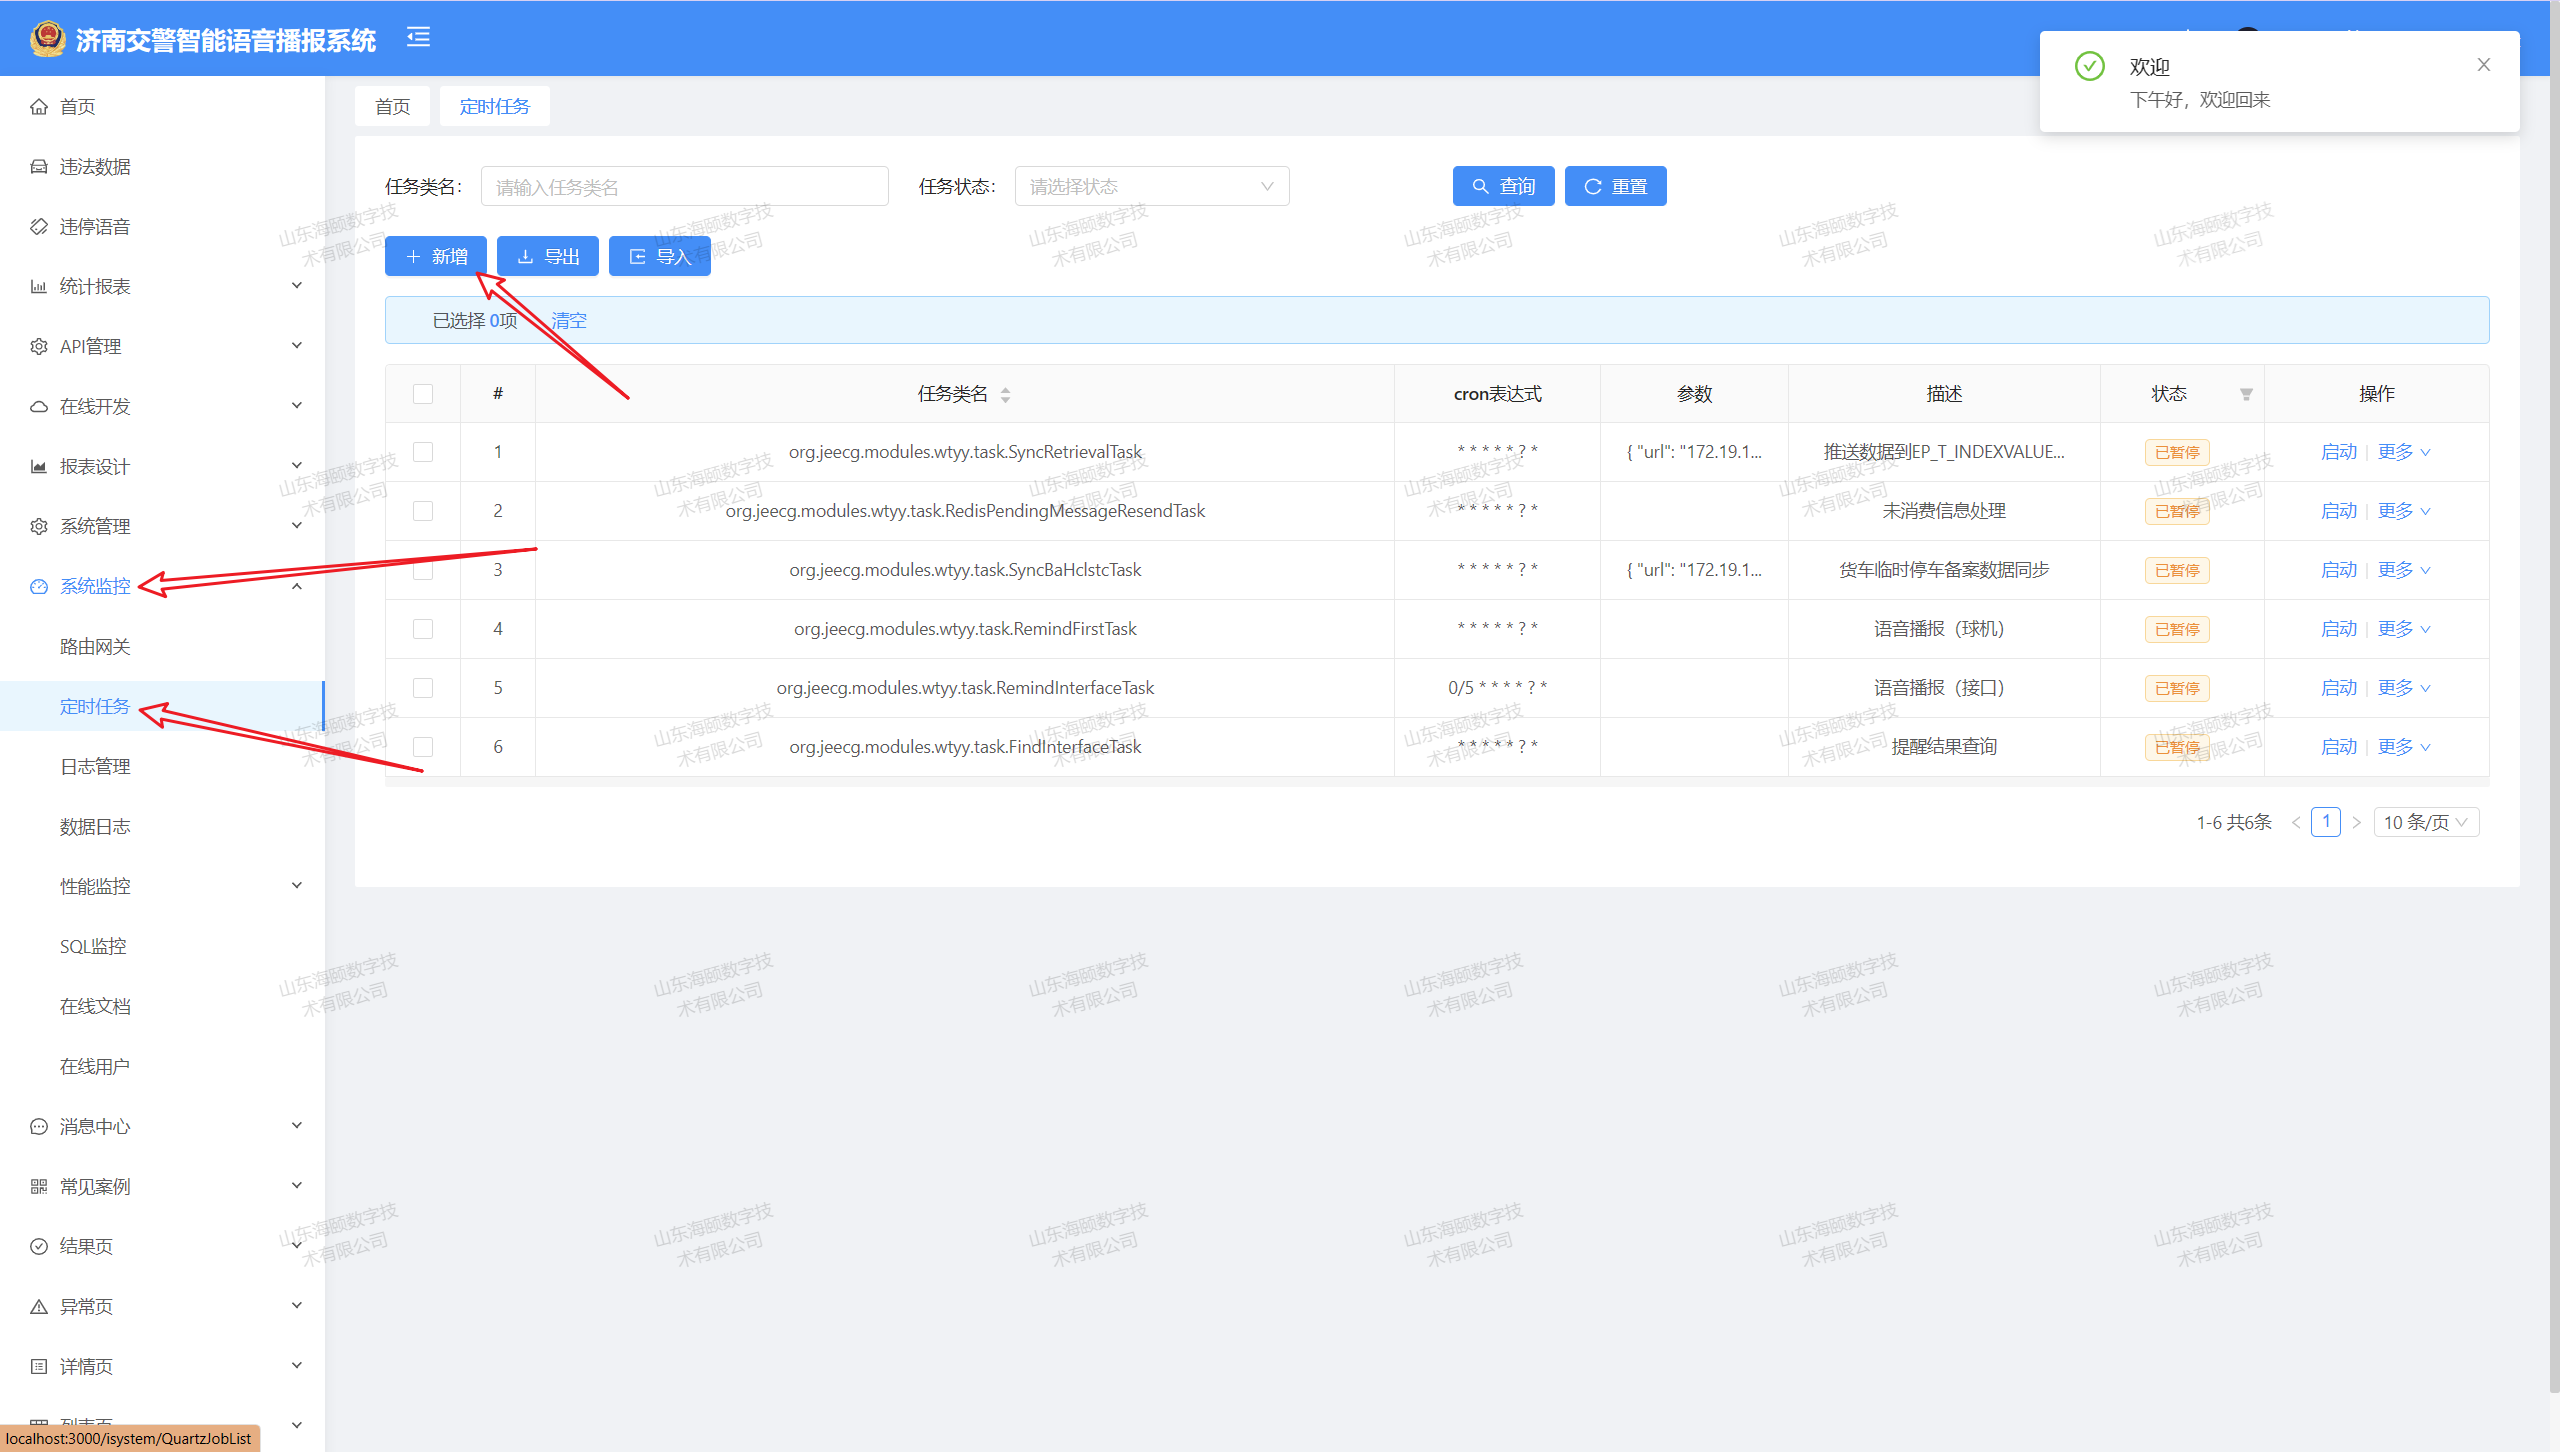 济南交警智能语音播报系统
欢迎
下午好，欢迎回来
首页
违法数据
违停语音
统计报表
API管理
在线开发
报表设计
系统管理
系统监控
路由网关
定时任务
日志管理
数据日志
性能监控
SQL监控
在线文档
在线用户
消息中心
常见案例
结果页
异常页
详情页
列表页
localhost:3000/isystem/QuartzJobList
首页 定时任务
任务类名： 请输入任务类名 任务状态： 请选择状态 查询 重置
新增 导出 导入
已选择 0项 清空
# 任务类名 cron表达式 参数 描述 状态 操作
1 org.jeecg.modules.wtyy.task.SyncRetrievalTask * * * * * ? * { "url": "172.19.1... 推送数据到EP_T_INDEXVALUE... 已暂停 启动 更多
2 org.jeecg.modules.wtyy.task.RedisPendingMessageResendTask * * * * * ? * 未消费信息处理 已暂停 启动 更多
3 org.jeecg.modules.wtyy.task.SyncBaHclstcTask * * * * * ? * { "url": "172.19.1... 货车临时停车备案数据同步 已暂停 启动 更多
4 org.jeecg.modules.wtyy.task.RemindFirstTask * * * * * ? * 语音播报（球机） 已暂停 启动 更多
5 org.jeecg.modules.wtyy.task.RemindInterfaceTask 0/5 * * * * ? * 语音播报（接口） 已暂停 启动 更多
6 org.jeecg.modules.wtyy.task.FindInterfaceTask * * * * * ? * 提醒结果查询 已暂停 启动 更多
1-6 共6条 < 1 > 10 条/页
山东海颐数字技
术有限公司